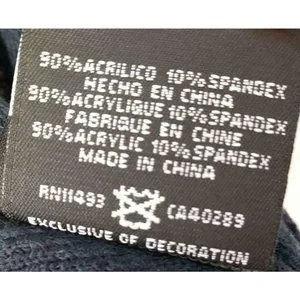 90%ACRILICO 10%SPANDEX
HECHO EN CHINA
90%ACRYLIQUE 10%SPANDEX
FABRIQUE EN CHINE
90%ACRYLIC 10%SPANDEX
MADE IN CHINA
RN11493 CA40289
EXCLUSIVE OF DECORATION